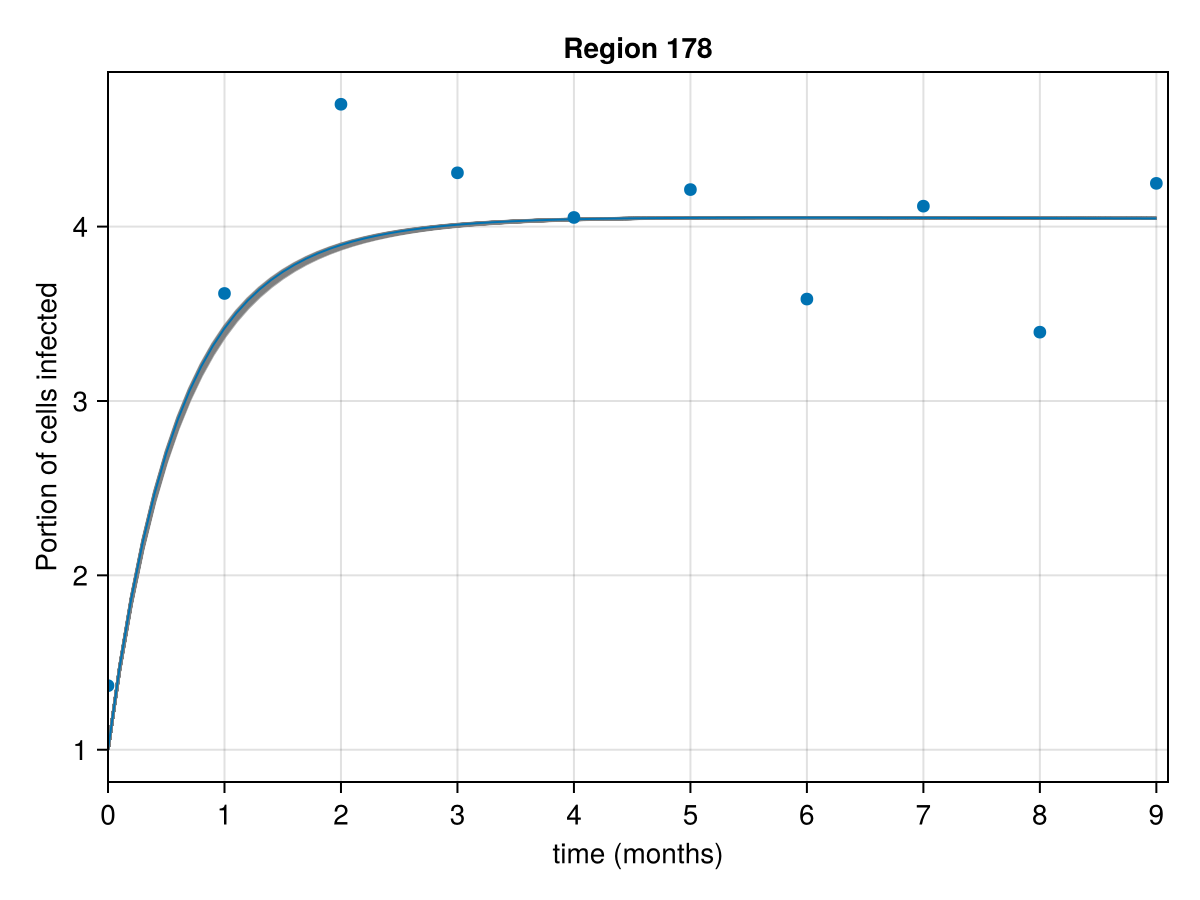 Region 178
Portion of cells infected
4
3
2
1
0 1 2 3 4 5 6 7 8 9
time (months)